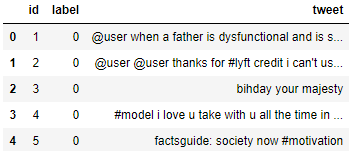 id label tweet
0 1 0 @user when a father is dysfunctional and is s...
1 2 0 @user @user thanks for #lyft credit i can't us...
2 3 0 bihday your majesty
3 4 0 #model i love u take with u all the time in ...
4 5 0 factsguide: society now #motivation